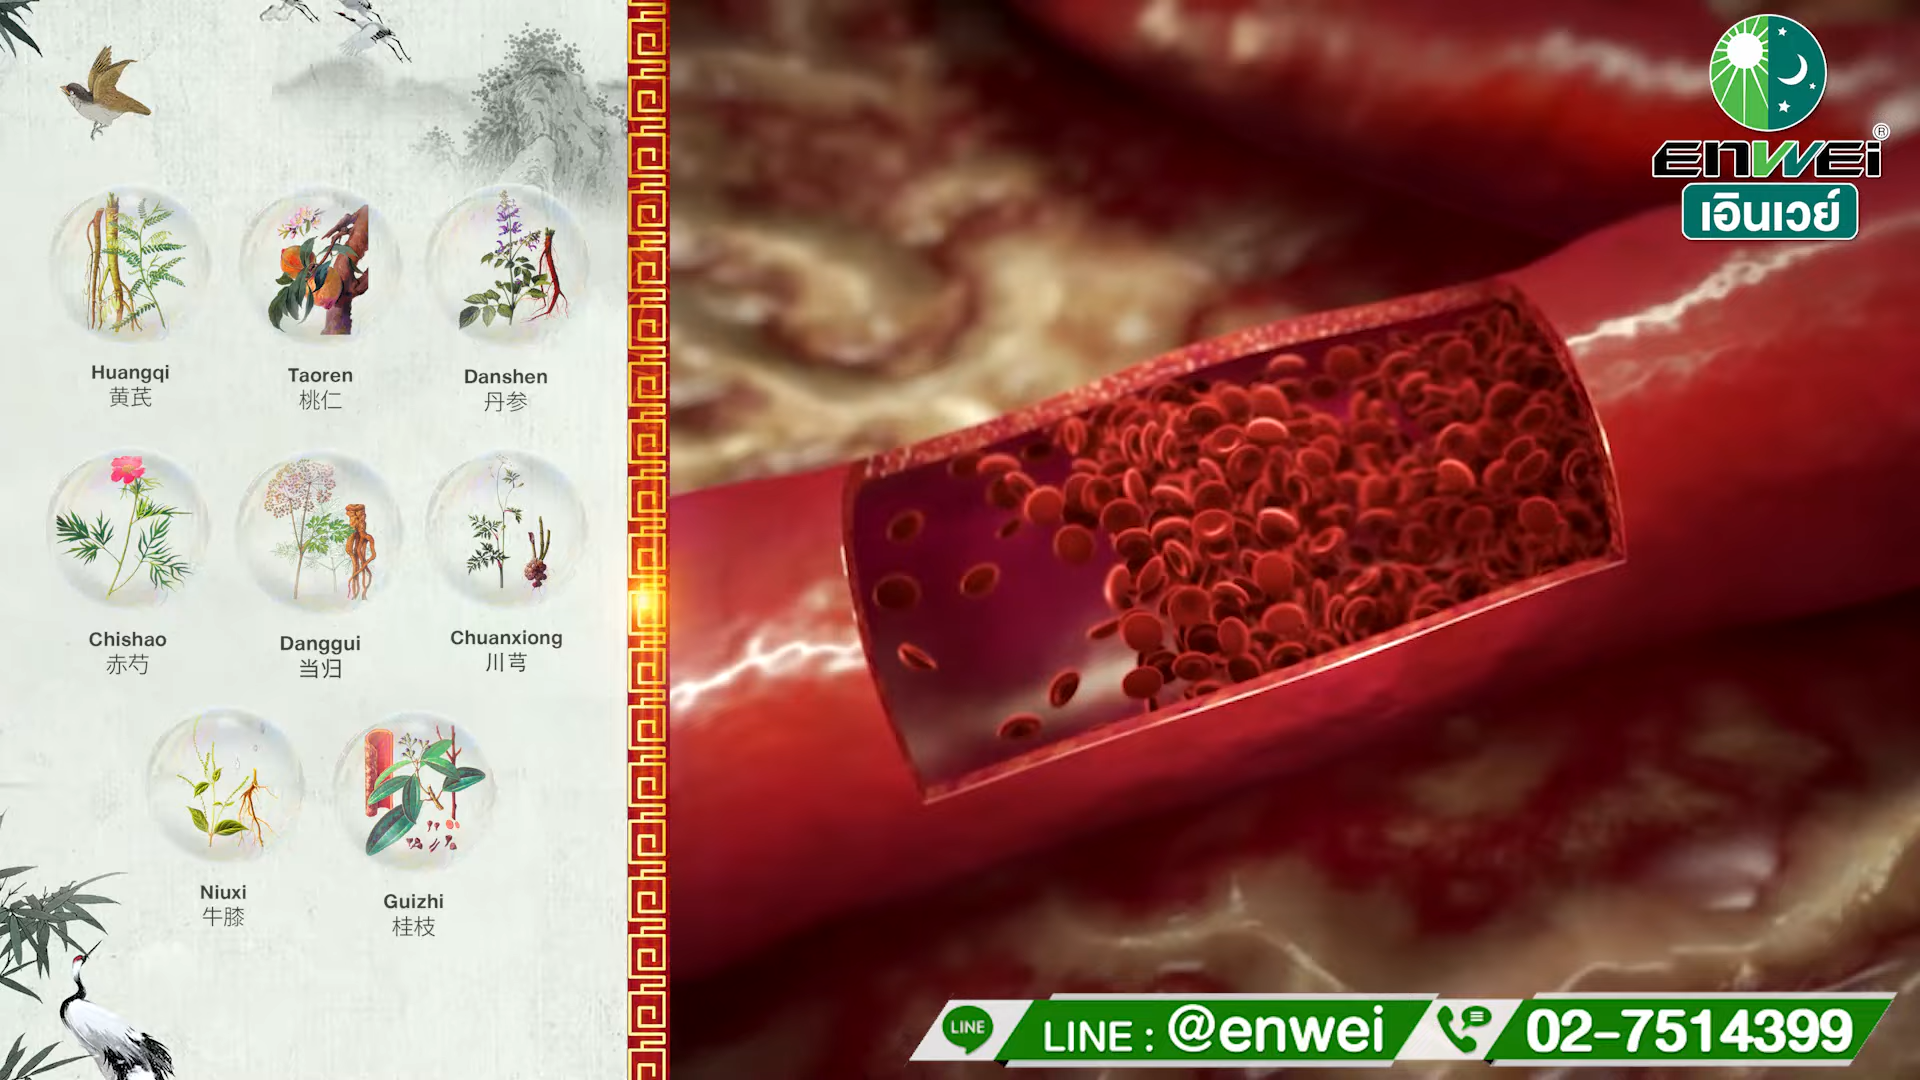 Huangqi
黄芪
Taoren
桃仁
Danshen
丹参
Chishao
赤芍
Danggui
当归
Chuanxiong
川芎
Niuxi
牛膝
Guizhi
桂枝
ENWEI®
เอินเวย์
LINE
LINE : @enwei
02-7514399